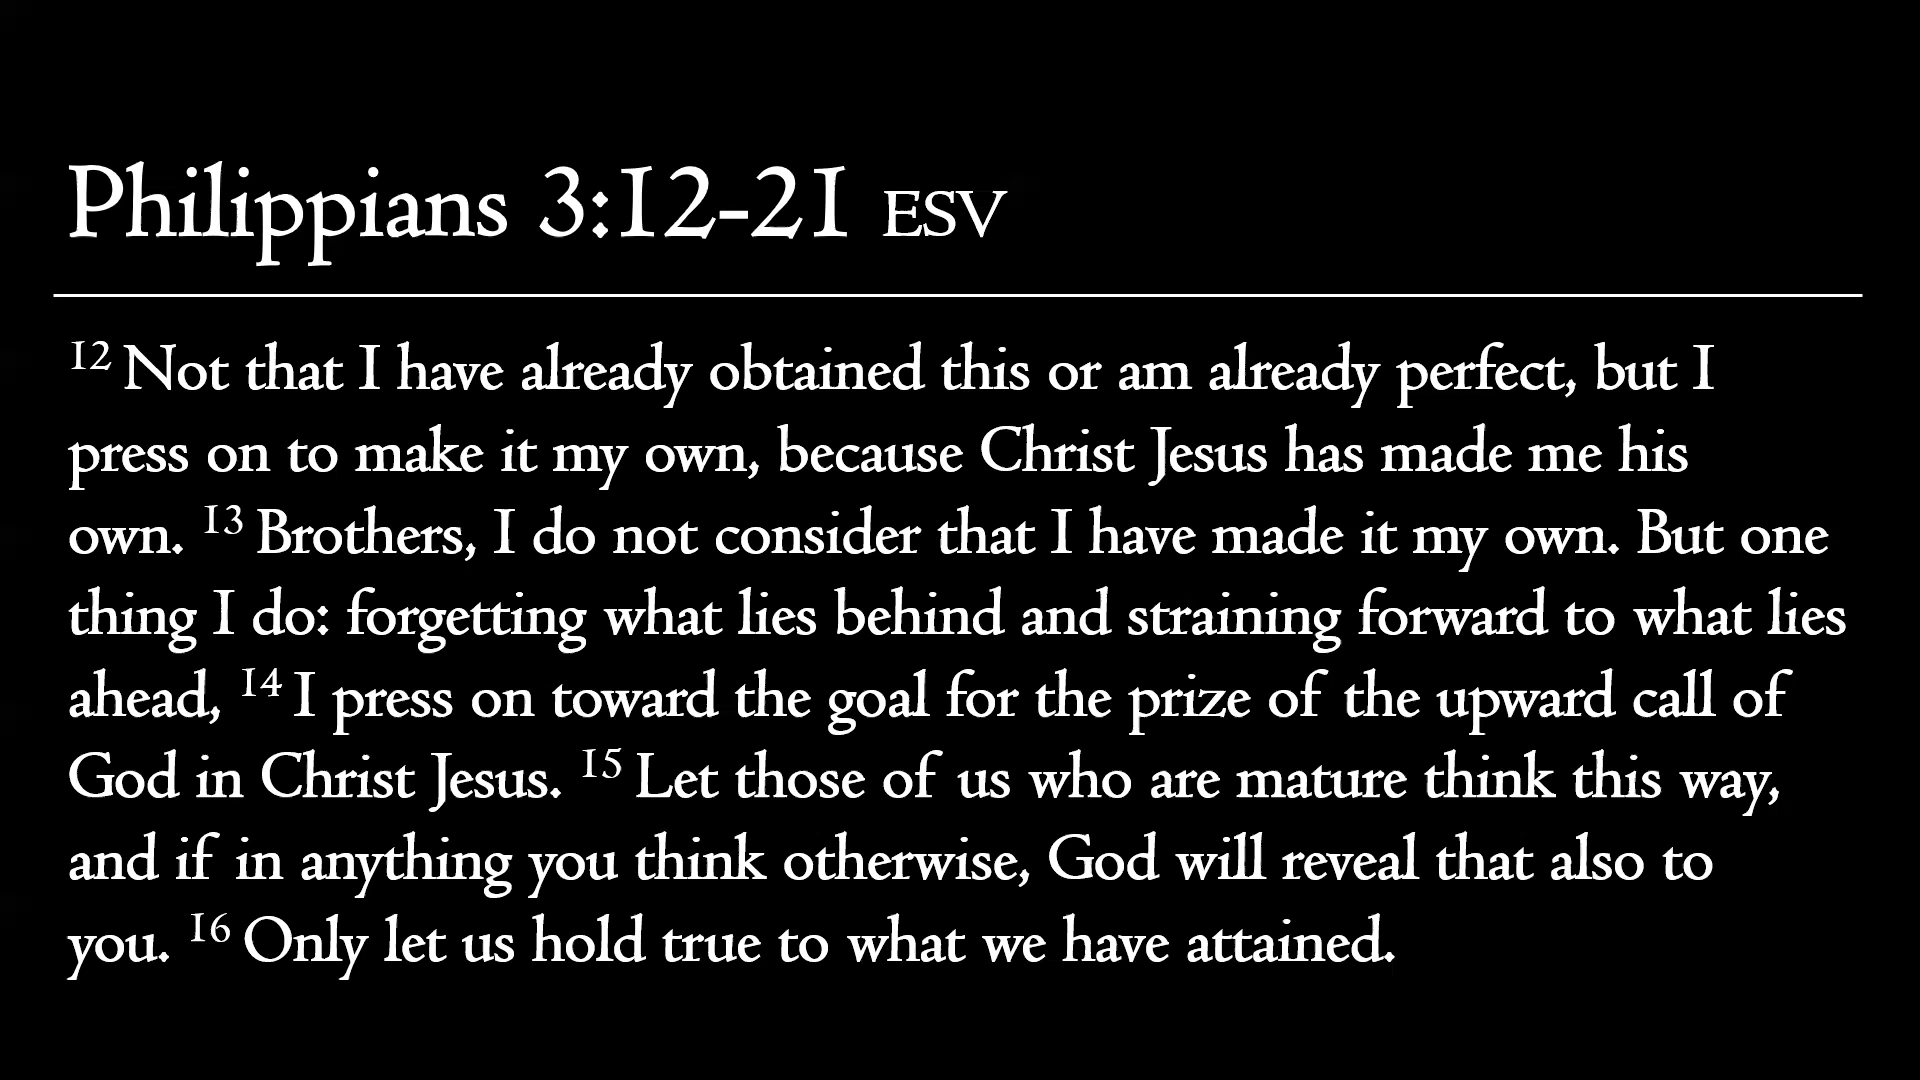 Philippians 3:12-21 ESV
12 Not that I have already obtained this or am already perfect, but I
press on to make it my own, because Christ Jesus has made me his
own. 13 Brothers, I do not consider that I have made it my own. But one
thing I do: forgetting what lies behind and straining forward to what lies
ahead, 14 I press on toward the goal for the prize of the upward call of
God in Christ Jesus. 15 Let those of us who are mature think this way,
and if in anything you think otherwise, God will reveal that also to
you. 16 Only let us hold true to what we have attained.